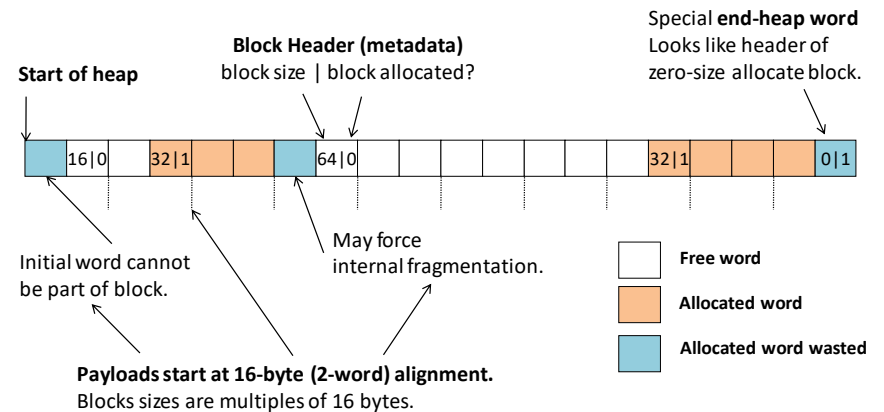 Special end-heap word
Looks like header of
zero-size allocate block.
Block Header (metadata)
block size | block allocated?
Start of heap
16|0
32|1
64|0
32|1
0|1
Initial word cannot
be part of block.
May force
internal fragmentation.
Free word
Allocated word
Allocated word wasted
Payloads start at 16-byte (2-word) alignment.
Blocks sizes are multiples of 16 bytes.